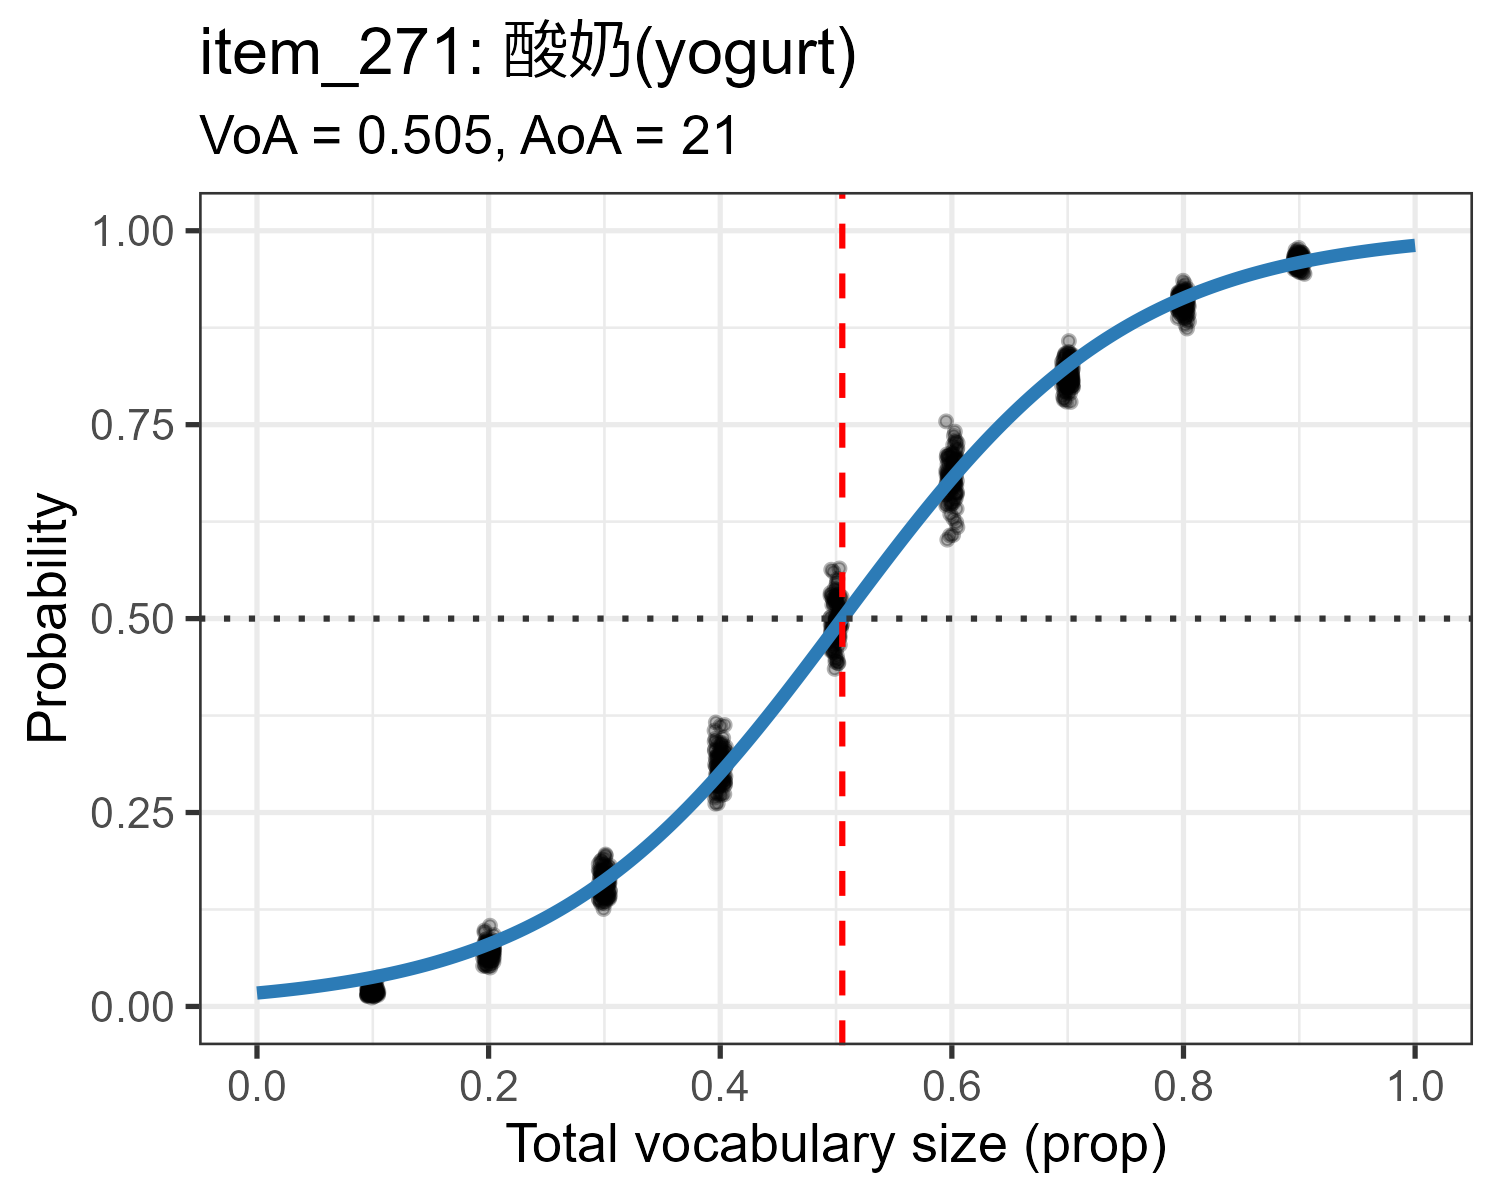 item_271: 酸奶(yogurt)
VoA = 0.505, AoA = 21
Probability
1.00
0.75
0.50
0.25
0.00
0.0 0.2 0.4 0.6 0.8 1.0
Total vocabulary size (prop)